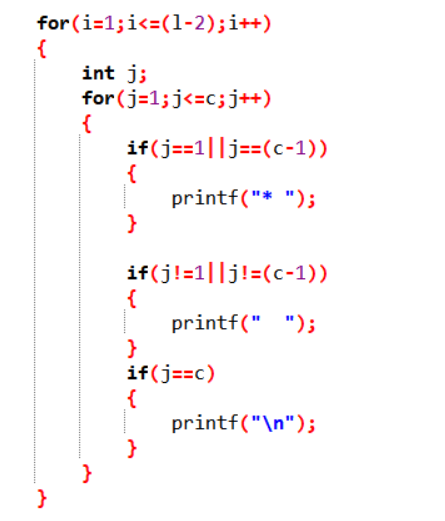 for(i=1;i<=(l-2);i++)
{
int j;
for(j=1;j<=c;j++)
{
if(j==1||j==(c-1))
{
printf("* ");
}
if(j!=1||j!=(c-1))
{
printf("  ");
}
if(j==c)
{
printf("\n");
}
}
}